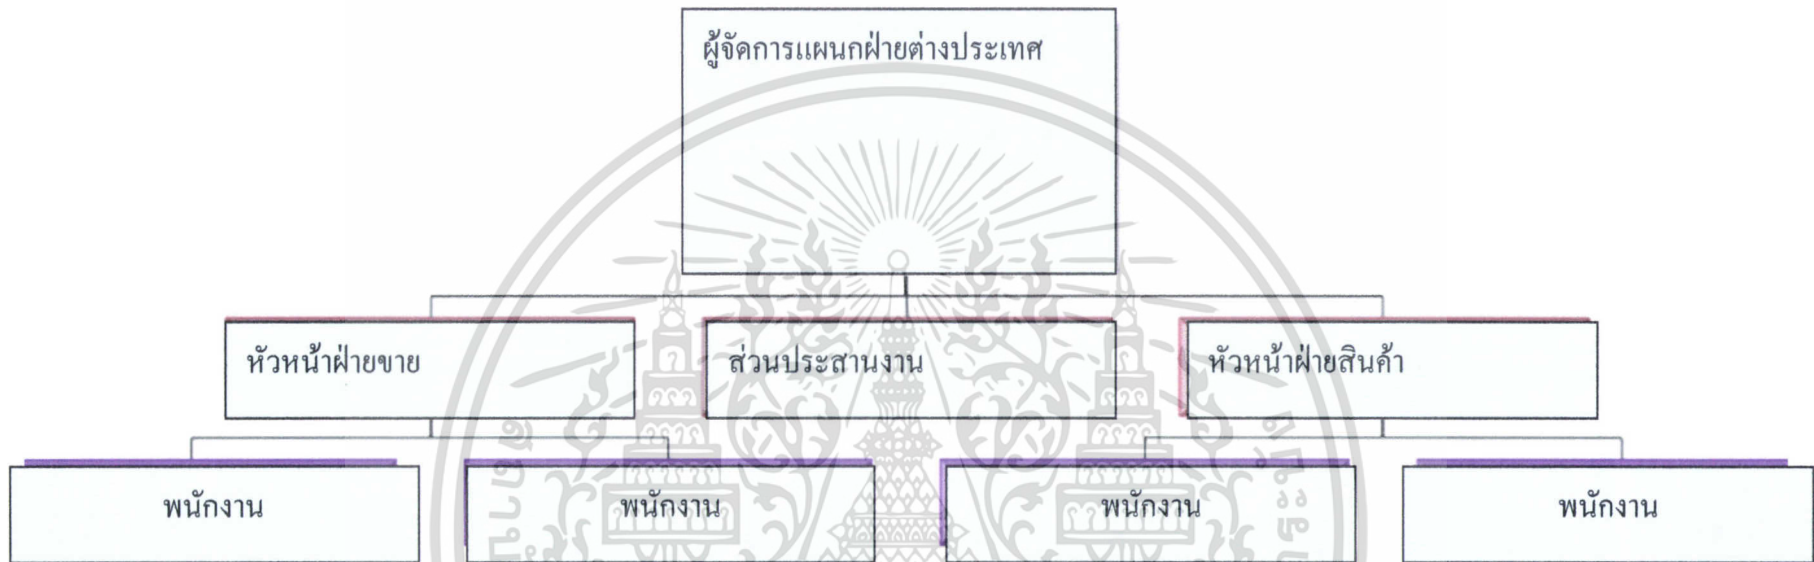 ผู้จัดการแผนกฝ่ายต่างประเทศ
หัวหน้าฝ่ายขาย
ส่วนประสานงาน
หัวหน้าฝ่ายสินค้า
พนักงาน
พนักงาน
พนักงาน
พนักงาน